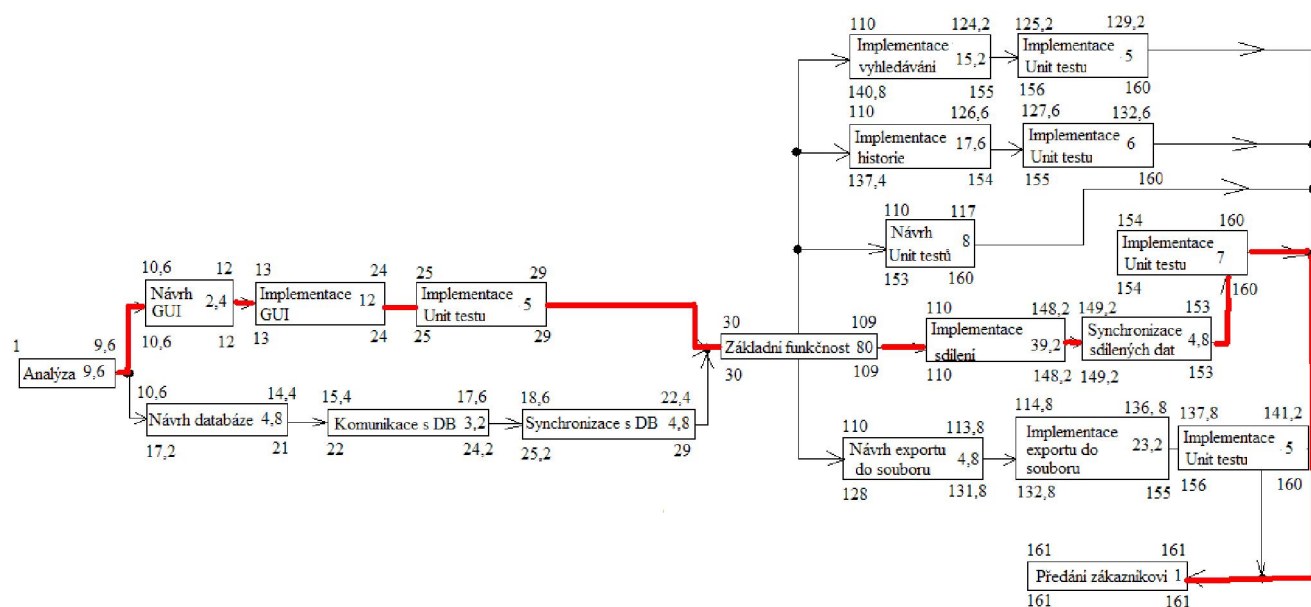 110 124,2
Implementace
vyhledávání 15,2
140,8 155
125,2 129,2
Implementace
Unit testu 5
156 160
110 126,6
Implementace
historie 17,6
137,4 154
127,6 132,6
Implementace
Unit testu 6
155 160
110 117
Návrh
Unit testů 8
153 160
154 160
Implementace
Unit testu 7
154 160
10,6 12
Návrh
GUI 2,4
10,6 12
13 24
Implementace
GUI 12
13 24
25 29
Implementace
Unit testu 5
25 29
1 9,6
Analýza 9,6
30 109
Základní funkčnost 80
30 109
110 148,2
Implementace
sdílení 39,2
110 148,2
149,2 153
Synchronizace
sdílených dat 4,8
149,2 153
10,6 14,4
Návrh databáze 4,8
17,2 21
15,4 17,6
Komunikace s DB 3,2
22 24,2
18,6 22,4
Synchronizace s DB 4,8
25,2 29
110 113,8
Návrh exportu
do souboru 4,8
128 131,8
114,8 136,8
Implementace
exportu do
souboru 23,2
132,8 155
137,8 141,2
Implementace
Unit testu 5
156 160
161 161
Předání zákazníkovi 1
161 161